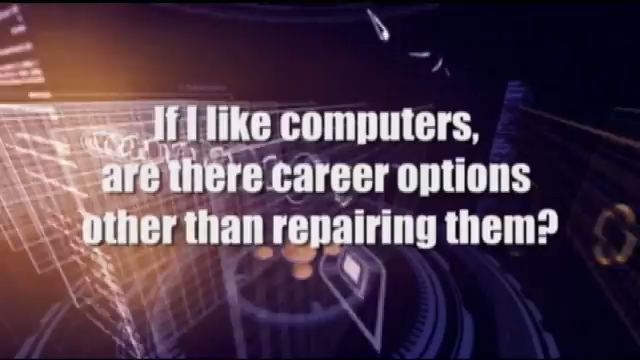 If I like computers,
are there career options
other than repairing them?